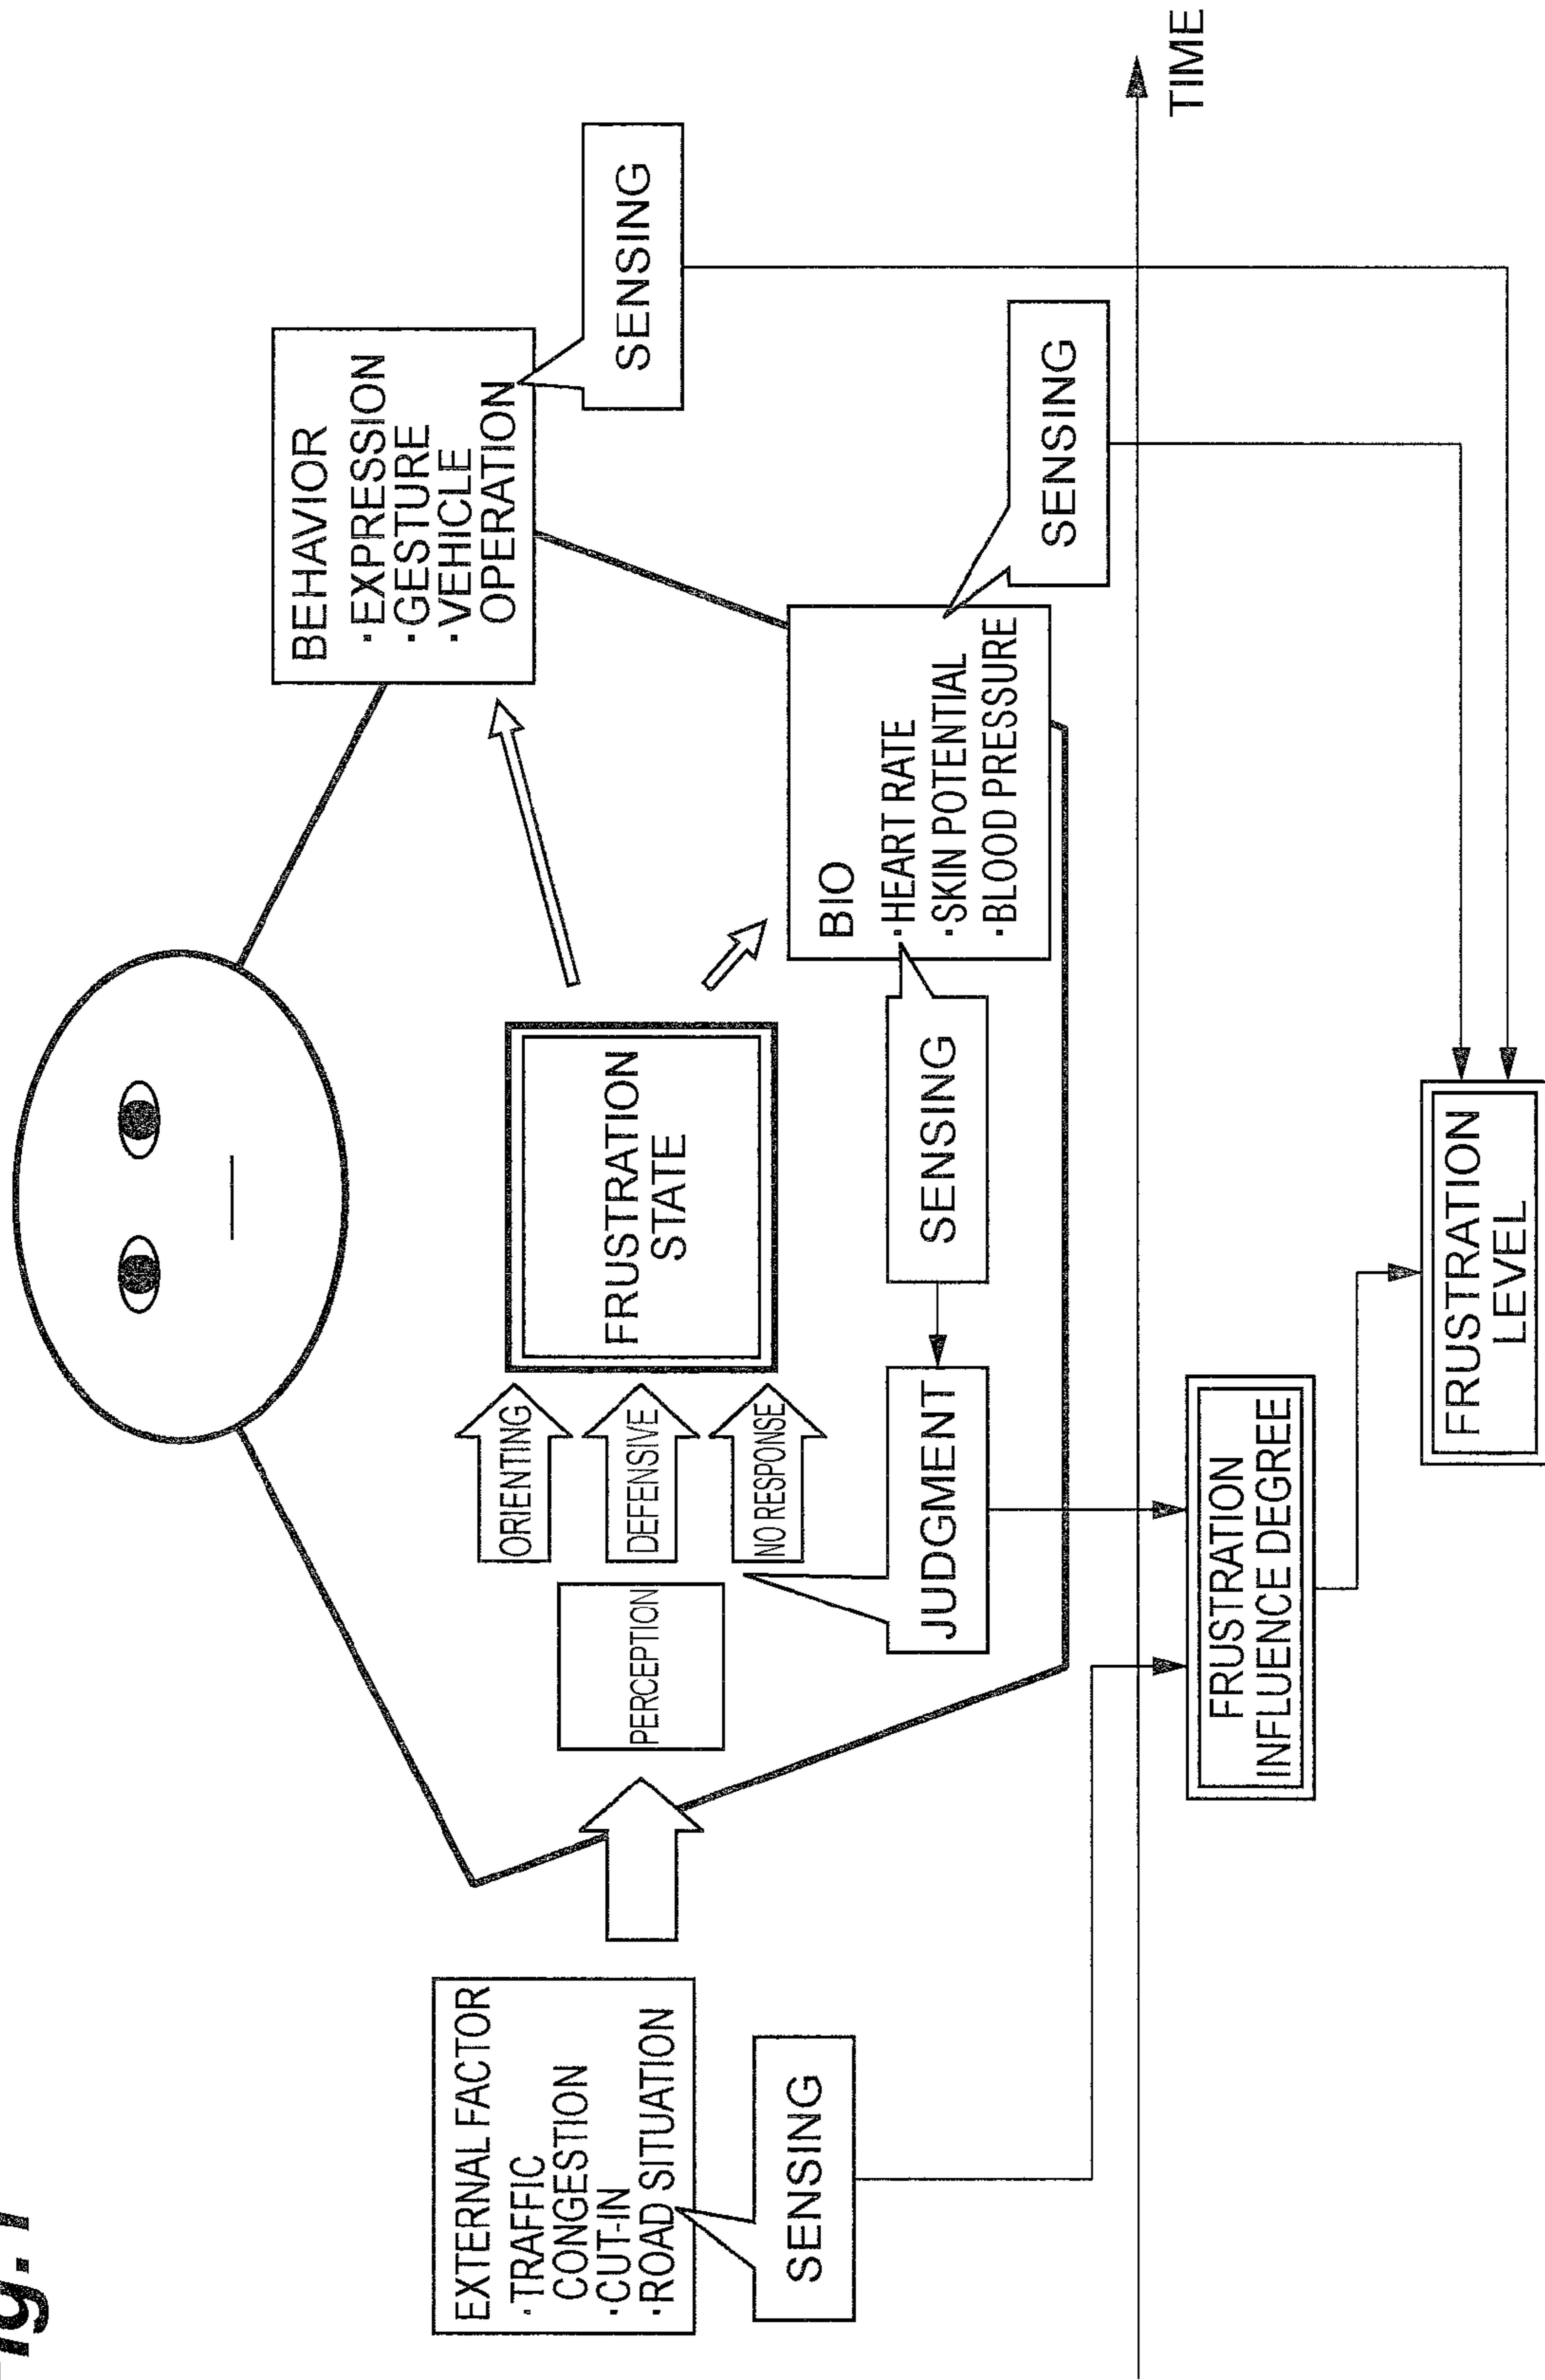 Fig.1
EXTERNAL FACTOR
・TRAFFIC
CONGESTION
・CUT-IN
・ROAD SITUATION
SENSING
PERCEPTION
ORIENTING
DEFENSIVE
NO RESPONSE
JUDGMENT
FRUSTRATION
STATE
SENSING
BEHAVIOR
・EXPRESSION
・GESTURE
・VEHICLE
OPERATION
SENSING
BIO
・HEART RATE
・SKIN POTENTIAL
・BLOOD PRESSURE
SENSING
TIME
FRUSTRATION
INFLUENCE DEGREE
FRUSTRATION
LEVEL